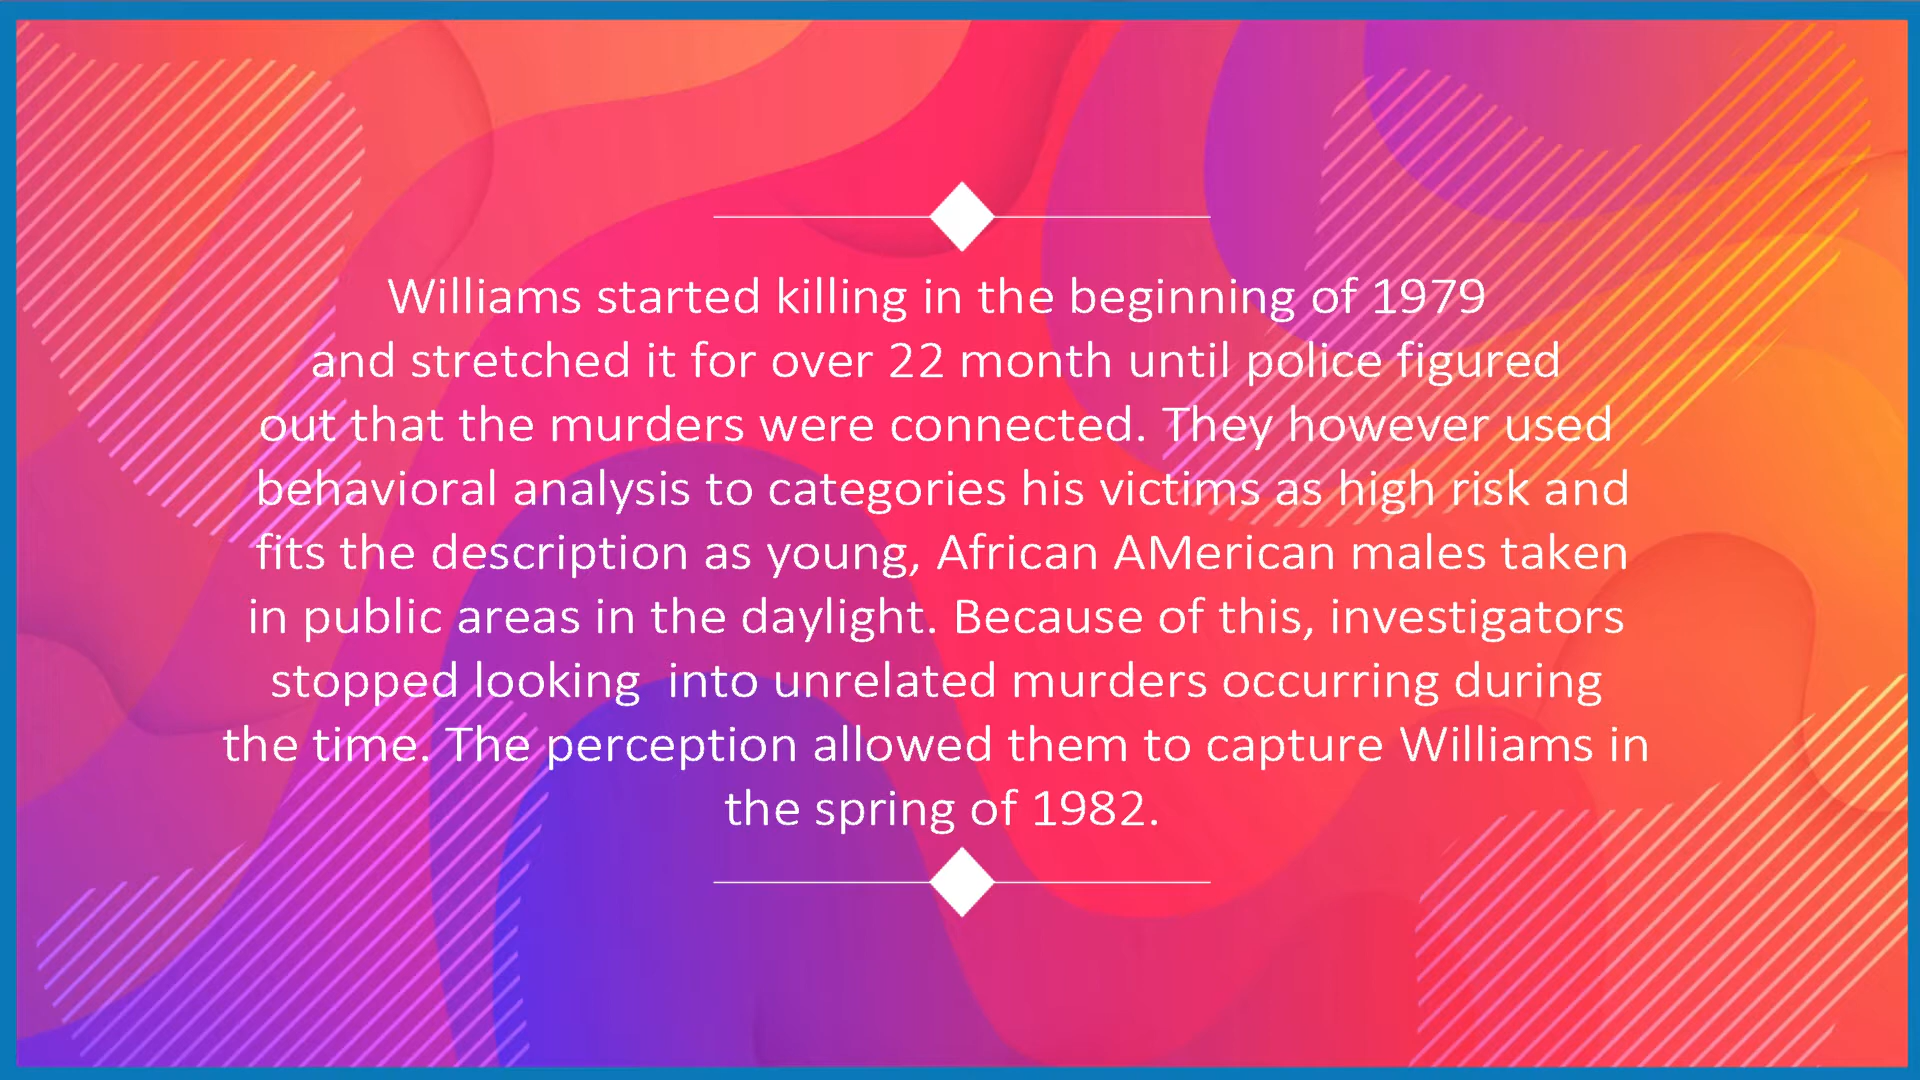 Williams started killing in the beginning of 1979
and stretched it for over 22 month until police figured
out that the murders were connected. They however used
behavioral analysis to categories his victims as high risk and
fits the description as young, African AMerican males taken
in public areas in the daylight. Because of this, investigators
stopped looking  into unrelated murders occurring during
the time. The perception allowed them to capture Williams in
the spring of 1982.